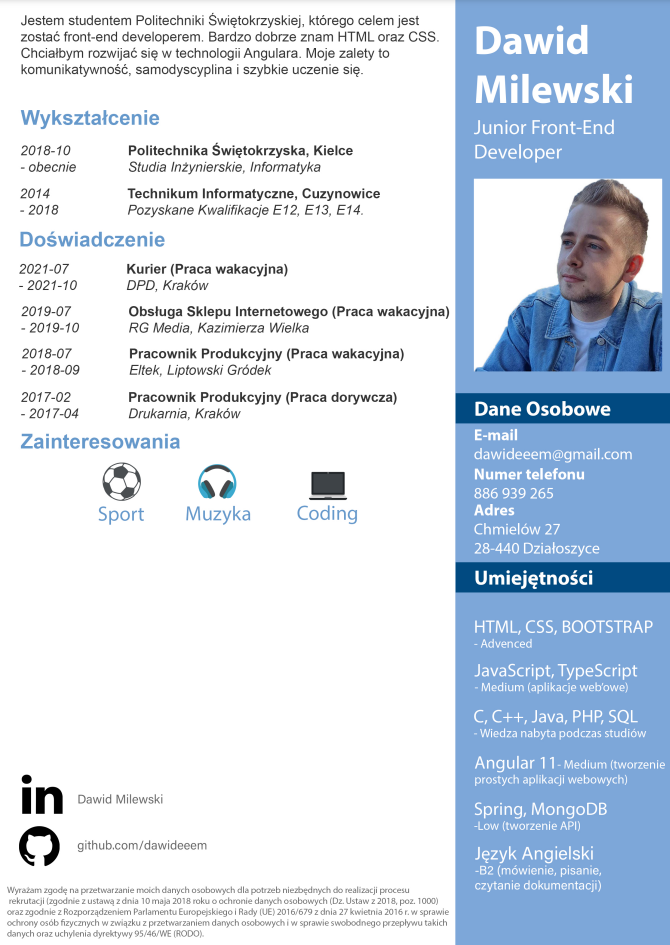 Jestem studentem Politechniki Świętokrzyskiej, którego celem jest
zostać front-end developerem. Bardzo dobrze znam HTML oraz CSS.
Chciałbym rozwijać się w technologii Angulara. Moje zalety to
komunikatywność, samodyscyplina i szybkie uczenie się.
Wykształcenie
2018-10 Politechnika Świętokrzyska, Kielce
- obecnie Studia Inżynierskie, Informatyka
2014 Technikum Informatyczne, Cuzynowice
- 2018 Pozyskane Kwalifikacje E12, E13, E14.
Doświadczenie
2021-07 Kurier (Praca wakacyjna)
- 2021-10 DPD, Kraków
2019-07 Obsługa Sklepu Internetowego (Praca wakacyjna)
- 2019-10 RG Media, Kazimierza Wielka
2018-07 Pracownik Produkcyjny (Praca wakacyjna)
- 2018-09 Eltek, Liptowski Gródek
2017-02 Pracownik Produkcyjny (Praca dorywcza)
- 2017-04 Drukarnia, Kraków
Zainteresowania
Sport Muzyka Coding
in Dawid Milewski
github.com/dawideeem
Wyrażam zgodę na przetwarzanie moich danych osobowych dla potrzeb niezbędnych do realizacji procesu
rekrutacji (zgodnie z ustawą z dnia 10 maja 2018 roku o ochronie danych osobowych (Dz. Ustaw z 2018, poz. 1000)
oraz zgodnie z Rozporządzeniem Parlamentu Europejskiego i Rady (UE) 2016/679 z dnia 27 kwietnia 2016 r. w sprawie
ochrony osób fizycznych w związku z przetwarzaniem danych osobowych i w sprawie swobodnego przepływu takich
danych oraz uchylenia dyrektywy 95/46/WE (RODO).
Dawid
Milewski
Junior Front-End
Developer
Dane Osobowe
E-mail
dawideeem@gmail.com
Numer telefonu
886 939 265
Adres
Chmielów 27
28-440 Działoszyce
Umiejętności
HTML, CSS, BOOTSTRAP
- Advenced
JavaScript, TypeScript
- Medium (aplikacje web'owe)
C, C++, Java, PHP, SQL
- Wiedza nabyta podczas studiów
Angular 11- Medium (tworzenie
prostych aplikacji webowych)
Spring, MongoDB
-Low (tworzenie API)
Język Angielski
-B2 (mówienie, pisanie,
czytanie dokumentacji)